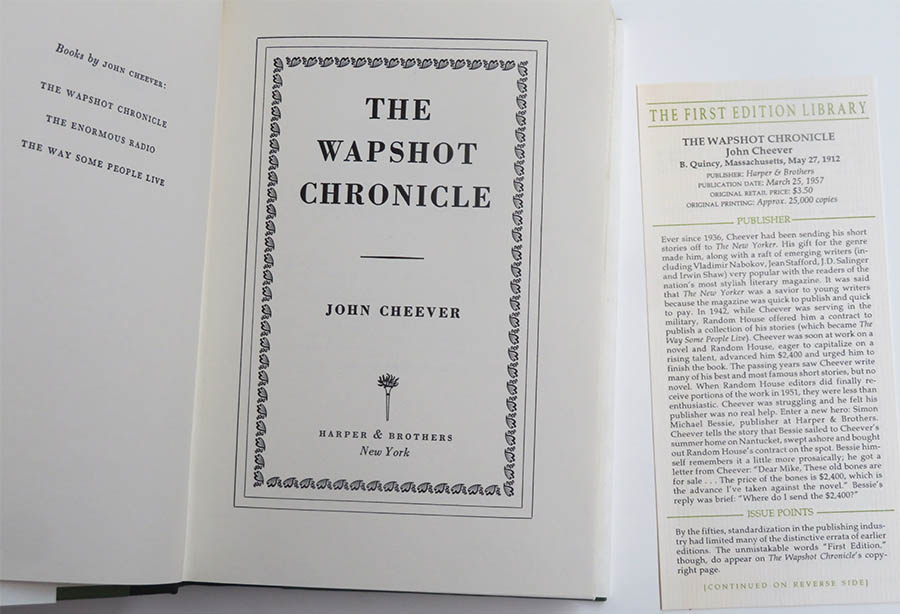 Books by JOHN CHEEVER:
THE WAPSHOT CHRONICLE
THE ENORMOUS RADIO
THE WAY SOME PEOPLE LIVE
THE
WAPSHOT
CHRONICLE
JOHN CHEEVER
HARPER & BROTHERS
New York
THE FIRST EDITION LIBRARY
THE WAPSHOT CHRONICLE
John Cheever
B. Quincy, Massachusetts, May 27, 1912
PUBLISHER: Harper & Brothers
PUBLICATION DATE: March 25, 1957
ORIGINAL RETAIL PRICE: $3.50
ORIGINAL PRINTING: Approx. 25,000 copies
PUBLISHER
Ever since 1936, Cheever had been sending his short
stories off to The New Yorker. His gift for the genre
made him, along with a raft of emerging writers (in-
cluding Vladimir Nabokov, Jean Stafford, J.D. Salinger
and Irwin Shaw) very popular with the readers of the
nation's most stylish literary magazine. It was said
that The New Yorker was a savior to young writers
because the magazine was quick to publish and quick
to pay. In 1942, while Cheever was serving in the
military, Random House offered him a contract to
publish a collection of his stories (which became The
Way Some People Live). Cheever was soon at work on a
novel and Random House, eager to capitalize on a
rising talent, advanced him $2,400 and urged him to
finish the book. The passing years saw Cheever write
many of his best and most famous short stories, but no
novel. When Random House editors did finally re-
ceive portions of the work in 1951, they were less than
enthusiastic. Cheever was struggling and he felt his
publisher was no real help. Enter a new hero: Simon
Michael Bessie, publisher at Harper & Brothers.
Cheever tells the story that Bessie sailed to Cheever's
summer home on Nantucket, swept ashore and bought
out Random House's contract on the spot. Bessie him-
self remembers it a little more prosaically; he got a
letter from Cheever: "Dear Mike, These old bones are
for sale . . . The price of the bones is $2,400, which is
the advance I've taken against the novel." Bessie's
reply was brief: "Where do I send the $2,400?"
ISSUE POINTS
By the fifties, standardization in the publishing indus-
try had limited many of the distinctive errata of earlier
editions. The unmistakable words "First Edition,"
though, do appear on The Wapshot Chronicle's copy-
right page.
[CONTINUED ON REVERSE SIDE]